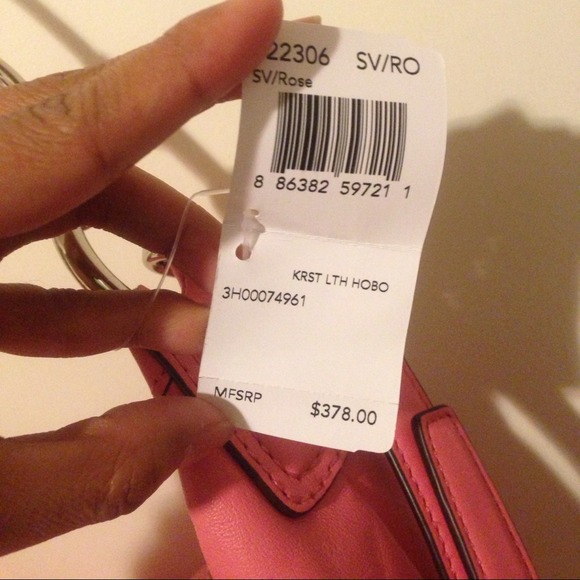 22306 SV/RO
SV/Rose
8 86382 59721 1
KRST LTH HOBO
3H00074961
MFSRP $378.00